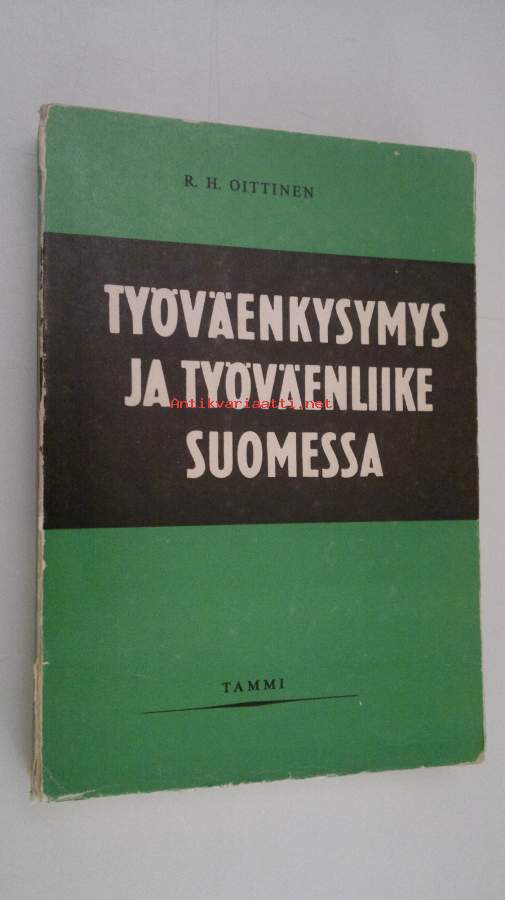 R. H. OITTINEN
TYÖVÄENKYSYMYS
JA TYÖVÄENLIIKE
Antikvariaatti.net
SUOMESSA
TAMMI